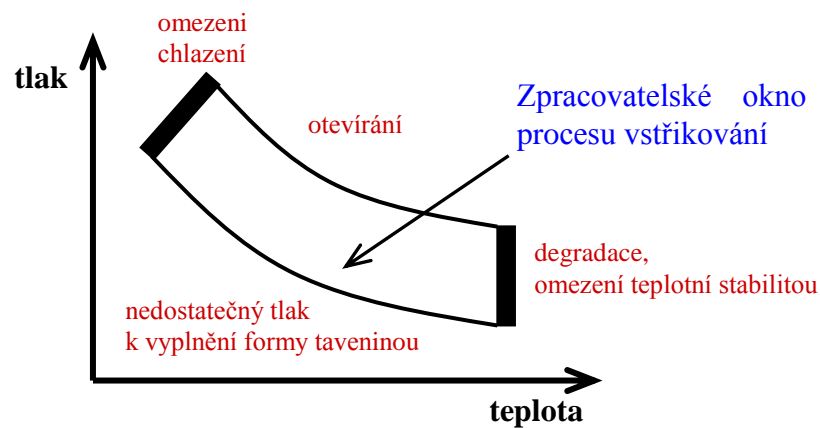 omezeni
chlazení
tlak
Zpracovatelské okno
procesu vstřikování
otevírání
degradace,
omezení teplotní stabilitou
nedostatečný tlak
k vyplnění formy taveninou
teplota